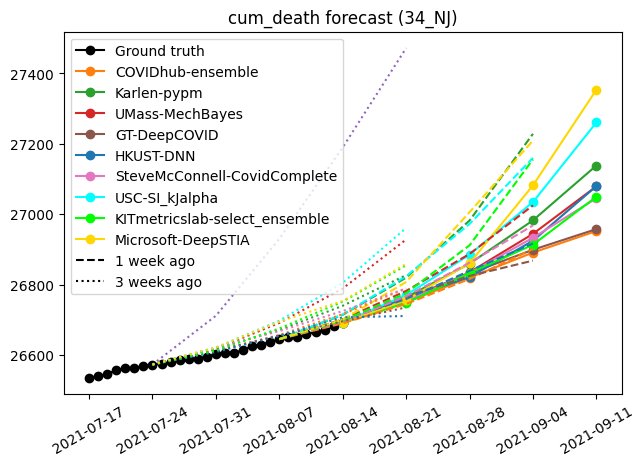 cum_death forecast (34_NJ)
27400
27200
27000
26800
26600
Ground truth
COVIDhub-ensemble
Karlen-pypm
UMass-MechBayes
GT-DeepCOVID
HKUST-DNN
SteveMcConnell-CovidComplete
USC-SI_kJalpha
KITmetricslab-select_ensemble
Microsoft-DeepSTIA
1 week ago
3 weeks ago
2021-07-17
2021-07-24
2021-07-31
2021-08-07
2021-08-14
2021-08-21
2021-08-28
2021-09-04
2021-09-11